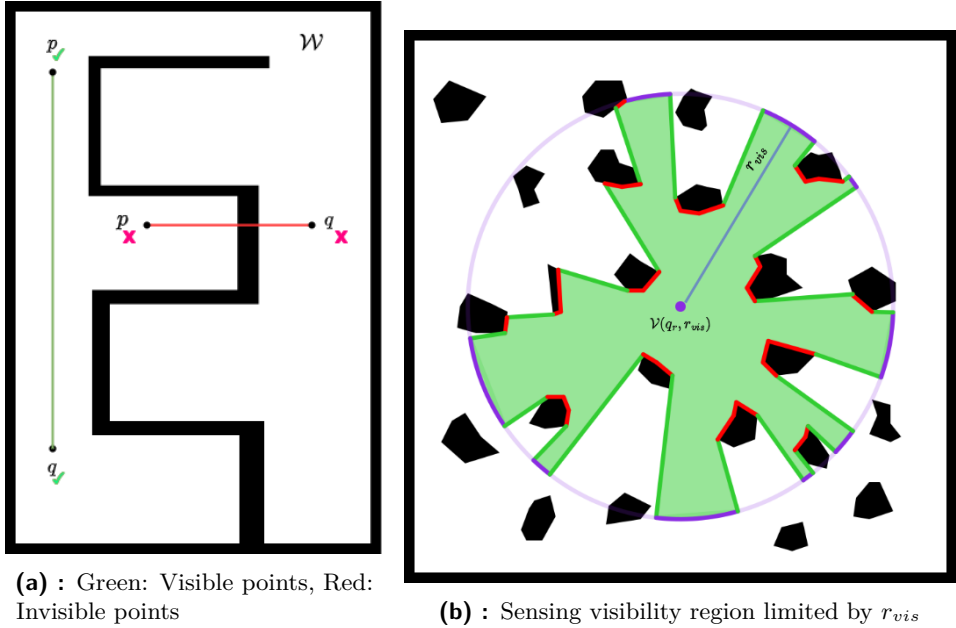 p
𝒲
p
q
q
r_vis
𝒱(q_r, r_vis)
(a) : Green: Visible points, Red:
Invisible points
(b) : Sensing visibility region limited by r_vis